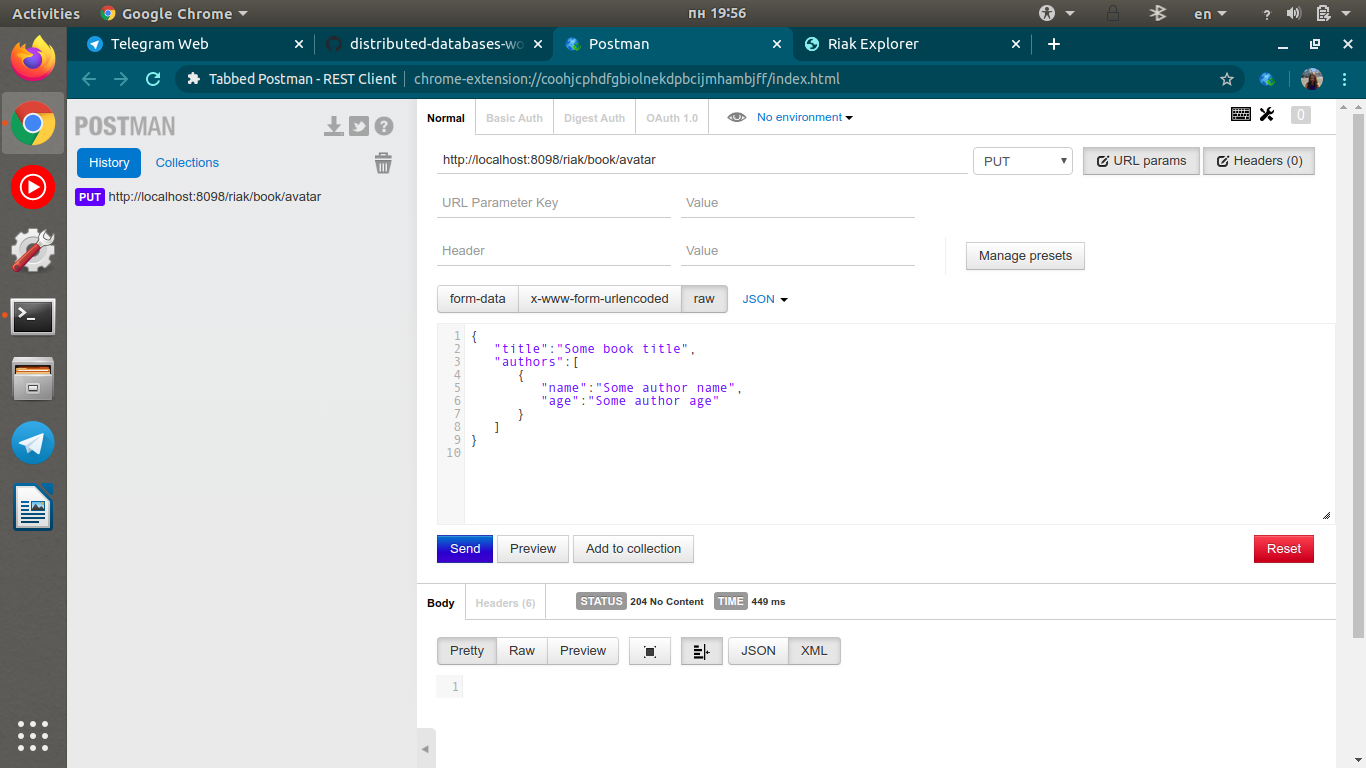 Activities Google Chrome пн 19:56 en ?
Telegram Web distributed-databases-wo Postman Riak Explorer
Tabbed Postman - REST Client chrome-extension://coohjcphdfgbiolnekdpbcijmhambjff/index.html
POSTMAN ?
Normal Basic Auth Digest Auth OAuth 1.0 No environment 0
History Collections
http://localhost:8098/riak/book/avatar PUT URL params Headers (0)
PUT http://localhost:8098/riak/book/avatar
URL Parameter Key Value
Header Value Manage presets
form-data x-www-form-urlencoded raw JSON
1 {
2 "title":"Some book title",
3 "authors":[
4 {
5 "name":"Some author name",
6 "age":"Some author age"
7 }
8 ]
9 }
10
Send Preview Add to collection Reset
Body Headers (6) STATUS 204 No Content TIME 449 ms
Pretty Raw Preview JSON XML
1